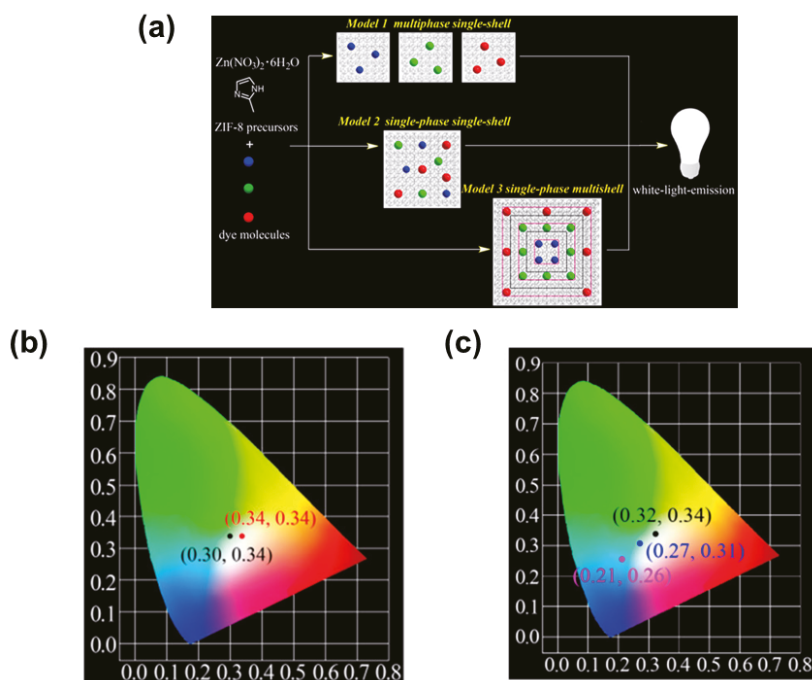 (a)
Model 1 multiphase single-shell
Zn(NO3)2·6H2O
N
NH
ZIF-8 precursors
+
dye molecules
Model 2 single-phase single-shell
Model 3 single-phase multishell
white-light-emission
(b)
0.9
0.8
0.7
0.6
0.5
0.4
0.3
0.2
0.1
0.0
(0.34, 0.34)
(0.30, 0.34)
0.0 0.1 0.2 0.3 0.4 0.5 0.6 0.7 0.8
(c)
0.9
0.8
0.7
0.6
0.5
0.4
0.3
0.2
0.1
0.0
(0.32, 0.34)
(0.27, 0.31)
(0.21, 0.26)
0.0 0.1 0.2 0.3 0.4 0.5 0.6 0.7 0.8